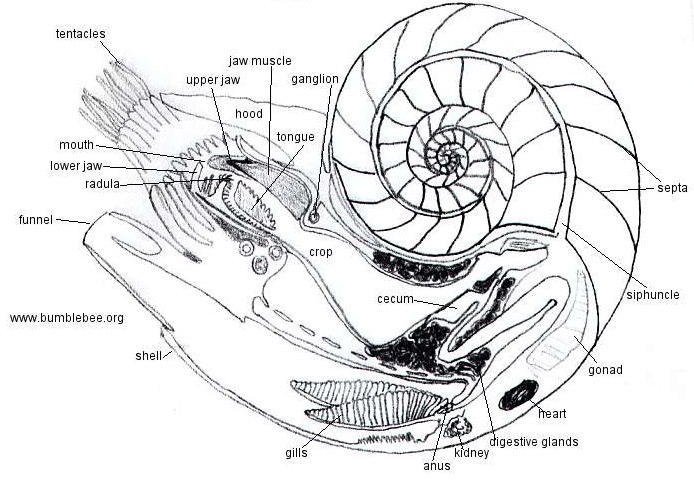 tentacles
jaw muscle
upper jaw
ganglion
hood
tongue
mouth
lower jaw
radula
septa
funnel
crop
siphuncle
cecum
www.bumblebee.org
shell
gonad
heart
digestive glands
gills
kidney
anus